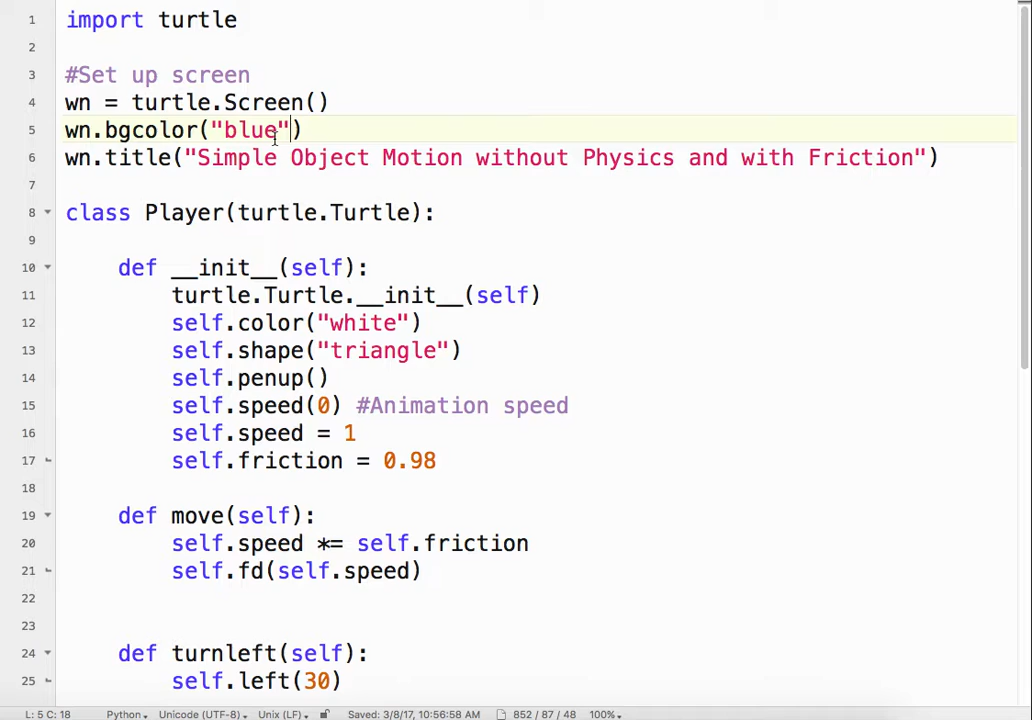 1 import turtle
2
3 #Set up screen
4 wn = turtle.Screen()
5 wn.bgcolor("blue")
6 wn.title("Simple Object Motion without Physics and with Friction")
7
8 class Player(turtle.Turtle):
9
10     def __init__(self):
11         turtle.Turtle.__init__(self)
12         self.color("white")
13         self.shape("triangle")
14         self.penup()
15         self.speed(0) #Animation speed
16         self.speed = 1
17         self.friction = 0.98
18
19     def move(self):
20         self.speed *= self.friction
21         self.fd(self.speed)
22
23
24     def turnleft(self):
25         self.left(30)
L: 5 C: 18 Python Unicode (UTF-8) Unix (LF) Saved: 3/8/17, 10:56:58 AM 852 / 87 / 48 100%